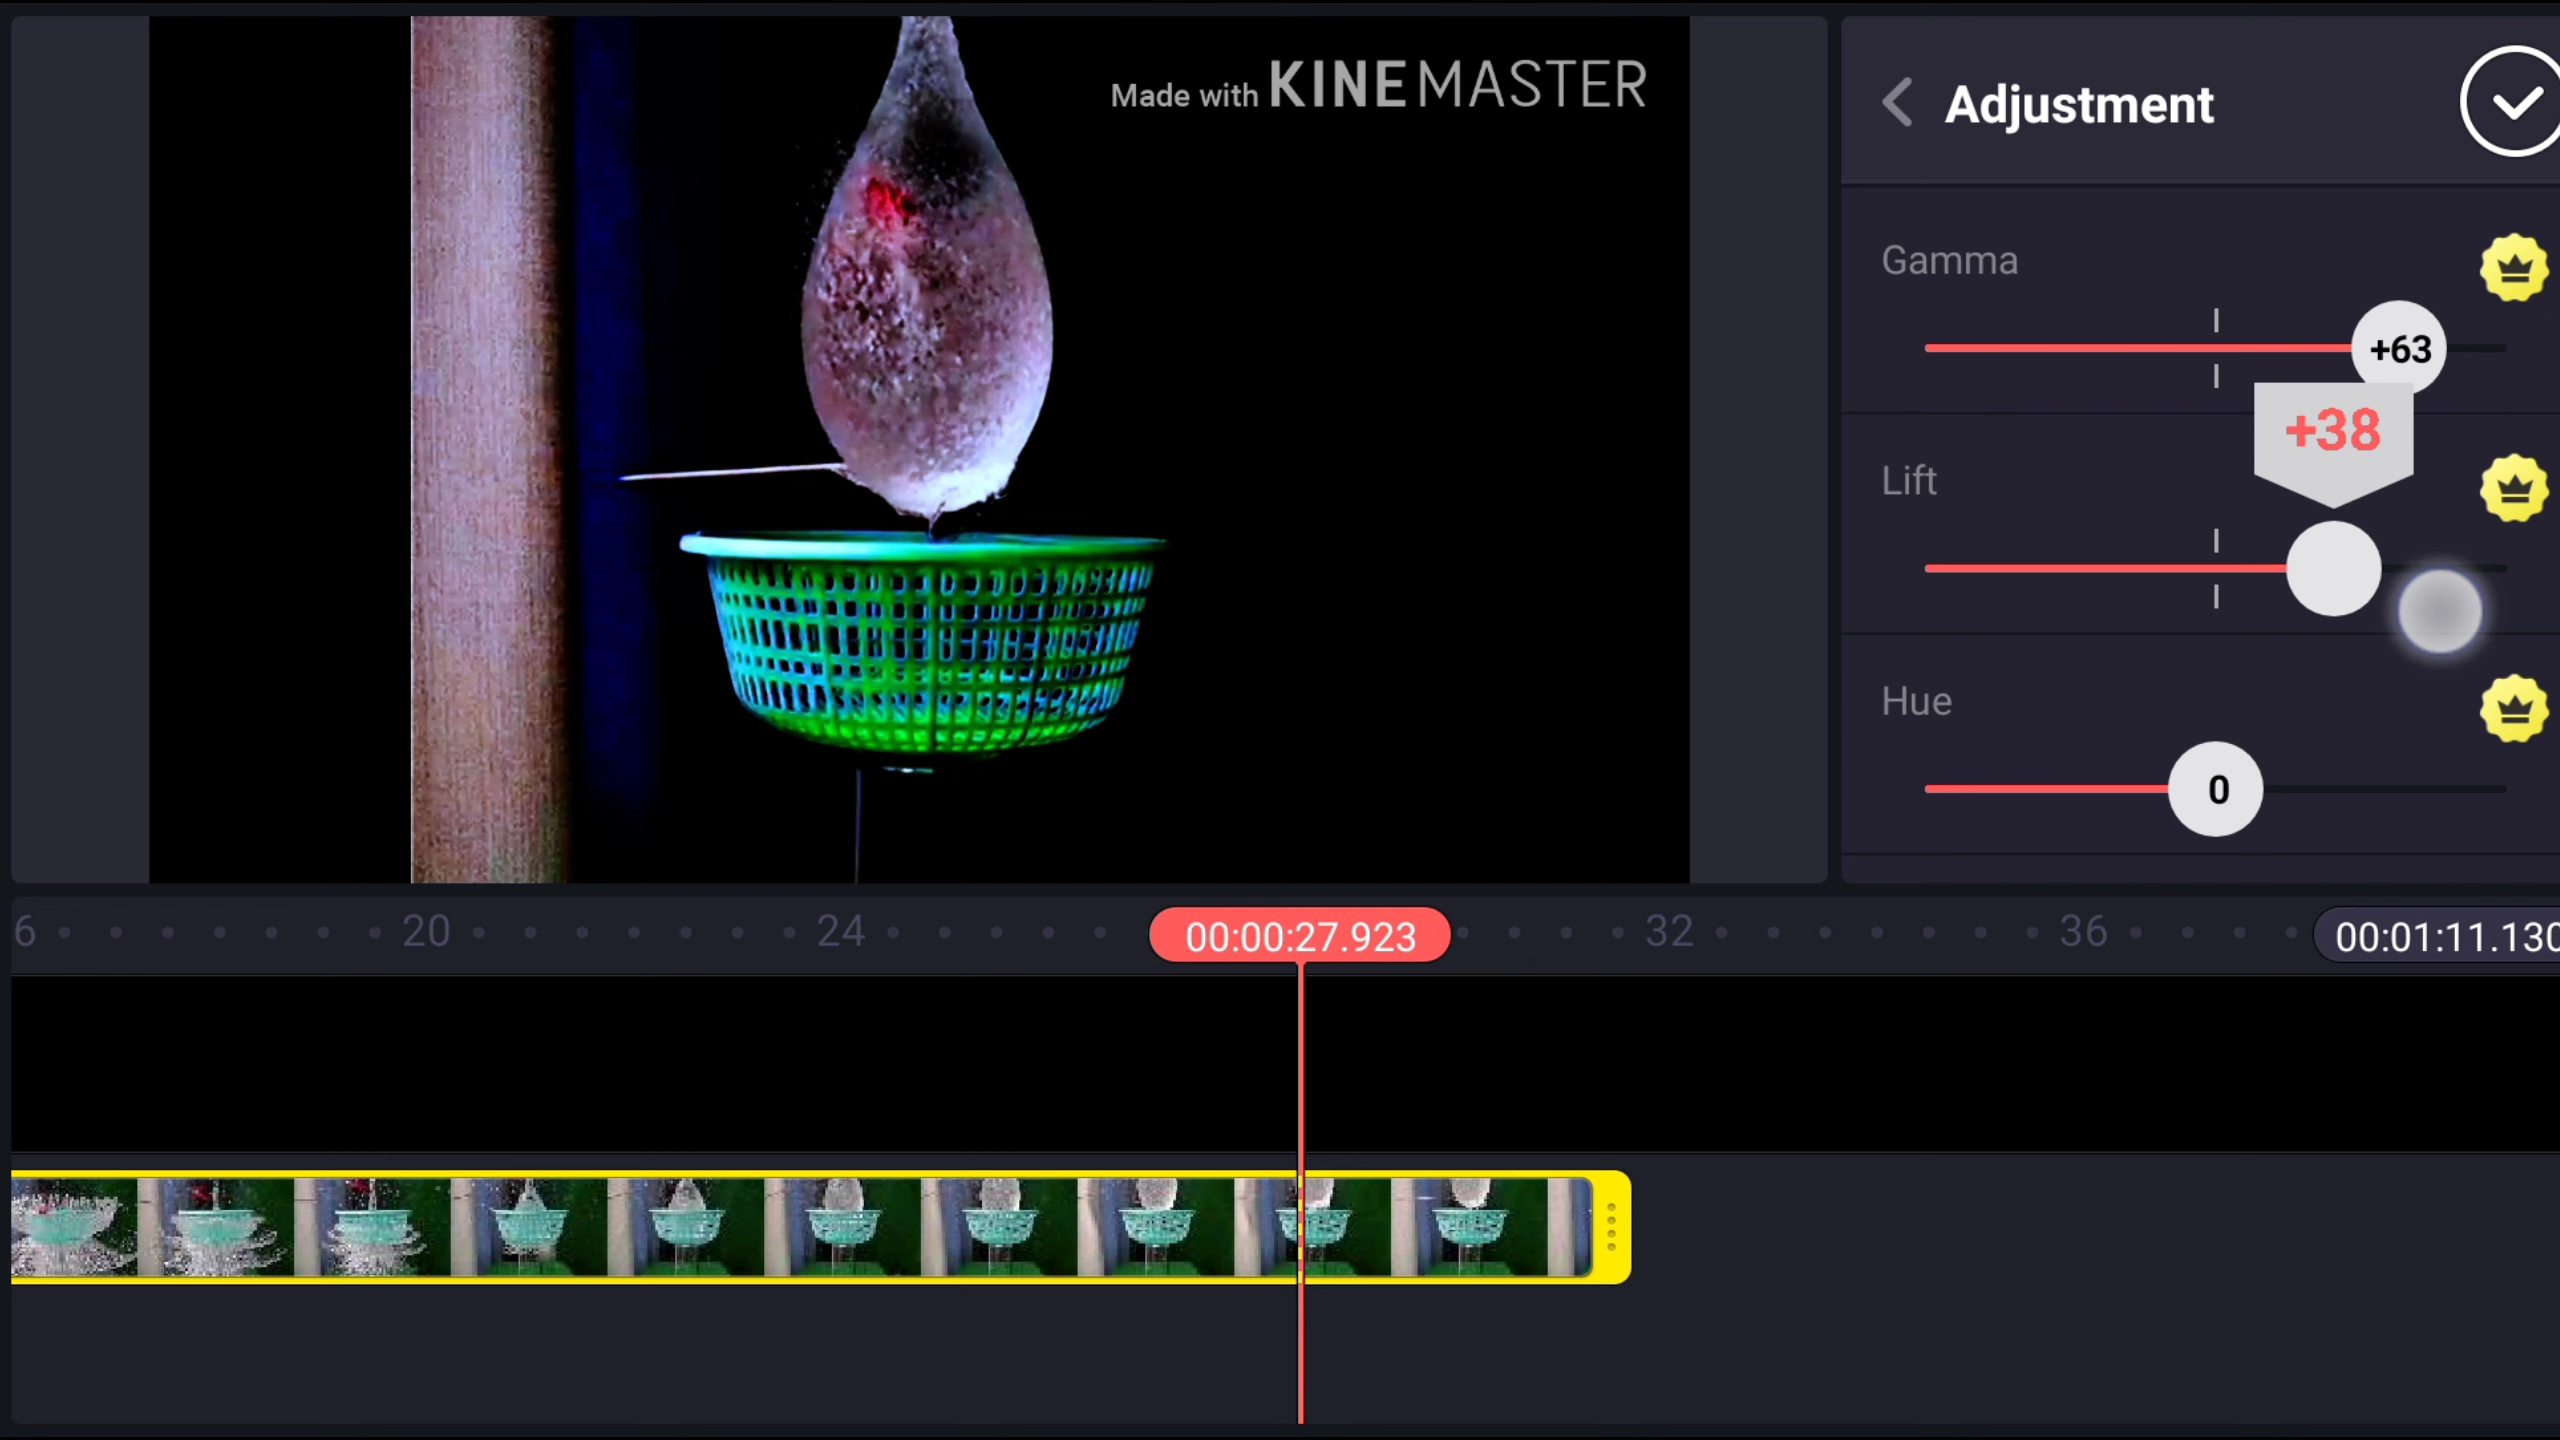 Made with KINEMASTER
Adjustment
Gamma
+63
+38
Lift
Hue
0
6
20
24
00:00:27.923
32
36
00:01:11.130